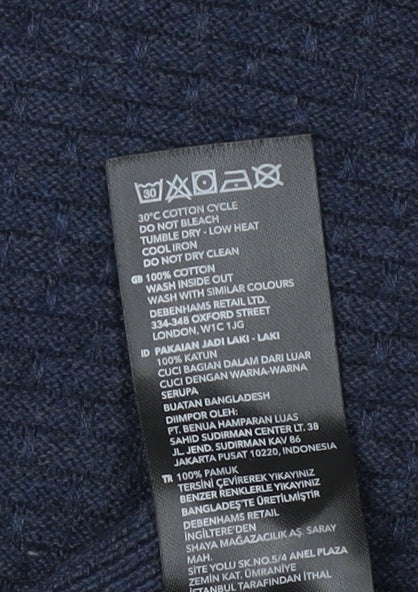 30
30°C COTTON CYCLE
DO NOT BLEACH
TUMBLE DRY - LOW HEAT
COOL IRON
DO NOT DRY CLEAN
GB 100% COTTON
WASH INSIDE OUT
WASH WITH SIMILAR COLOURS
DEBENHAMS RETAIL LTD.
334-348 OXFORD STREET
LONDON, W1C 1JG
ID PAKAIAN JADI LAKI - LAKI
100% KATUN
CUCI BAGIAN DALAM DARI LUAR
CUCI DENGAN WARNA-WARNA
SERUPA
BUATAN BANGLADESH
DIIMPOR OLEH:
PT. BENUA HAMPARAN LUAS
SAHID SUDIRMAN CENTER LT. 38
JL. JEND. SUDIRMAN KAV 86
JAKARTA PUSAT 10220, INDONESIA
TR 100% PAMUK
TERSİNİ ÇEVİREREK YIKAYINIZ
BENZER RENKLERLE YIKAYINIZ
BANGLADEŞ'TE ÜRETİLMİŞTİR
DEBENHAMS RETAIL
İNGİLTERE'DEN
SHAYA MAĞAZACILIK AŞ. SARAY
MAH.
SITE YOLU SK.NO.5/4 ANEL PLAZA
ZEMİN KAT. ÜMRANİYE
İSTANBUL TARAFINDAN İTHAL